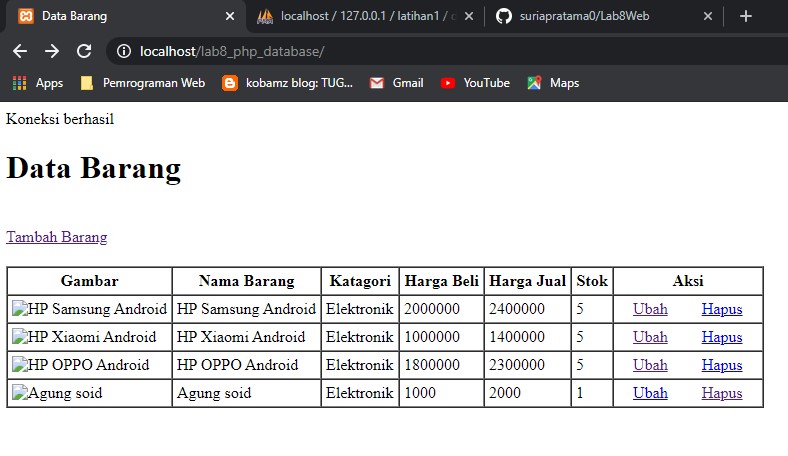 Data Barang
localhost / 127.0.0.1 / latihan1 /
suriapratama0/Lab8Web
localhost/lab8_php_database/
Apps Pemrograman Web kobamz blog: TUG... Gmail YouTube Maps
Koneksi berhasil
Data Barang
Tambah Barang
Gambar Nama Barang Katagori Harga Beli Harga Jual Stok Aksi
HP Samsung Android HP Samsung Android Elektronik 2000000 2400000 5 Ubah Hapus
HP Xiaomi Android HP Xiaomi Android Elektronik 1000000 1400000 5 Ubah Hapus
HP OPPO Android HP OPPO Android Elektronik 1800000 2300000 5 Ubah Hapus
Agung soid Agung soid Elektronik 1000 2000 1 Ubah Hapus